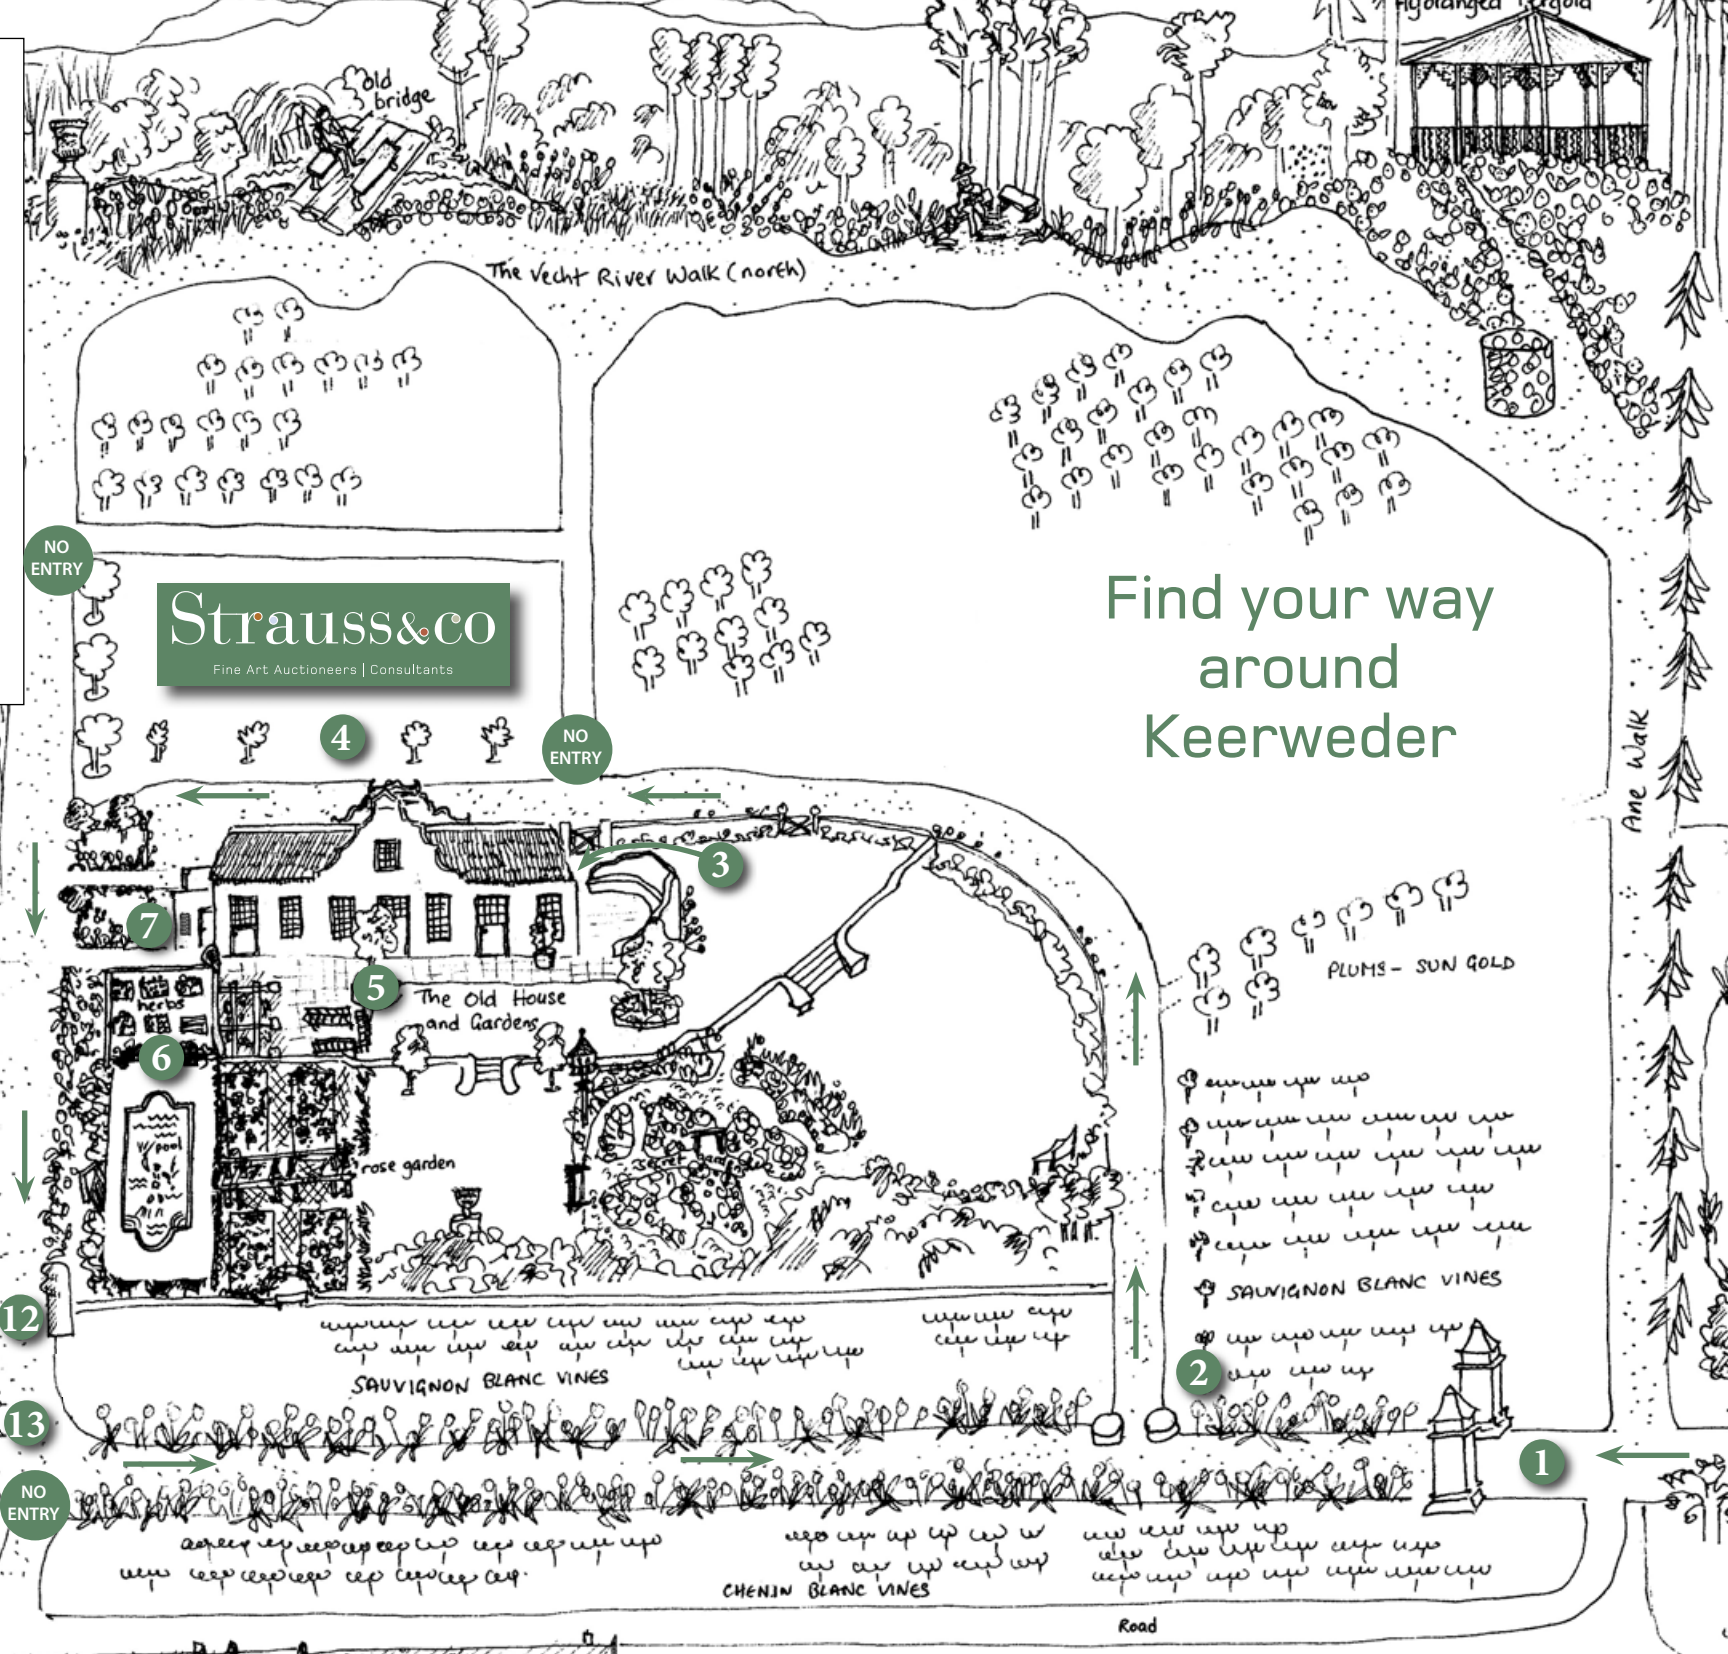 Hydrangea Pergola
old
bridge
The Vecht River Walk (north)
NO
ENTRY
Strauss&co
Fine Art Auctioneers | Consultants
Find your way
around
Keerweder
4
NO
ENTRY
Ane Walk
3
7
PLUMS - SUN GOLD
5
The Old House
and Gardens
herbs
6
pool
rose garden
secret garden
SAUVIGNON BLANC VINES
12
2
SAUVIGNON BLANC VINES
13
1
NO
ENTRY
CHENIN BLANC VINES
Road